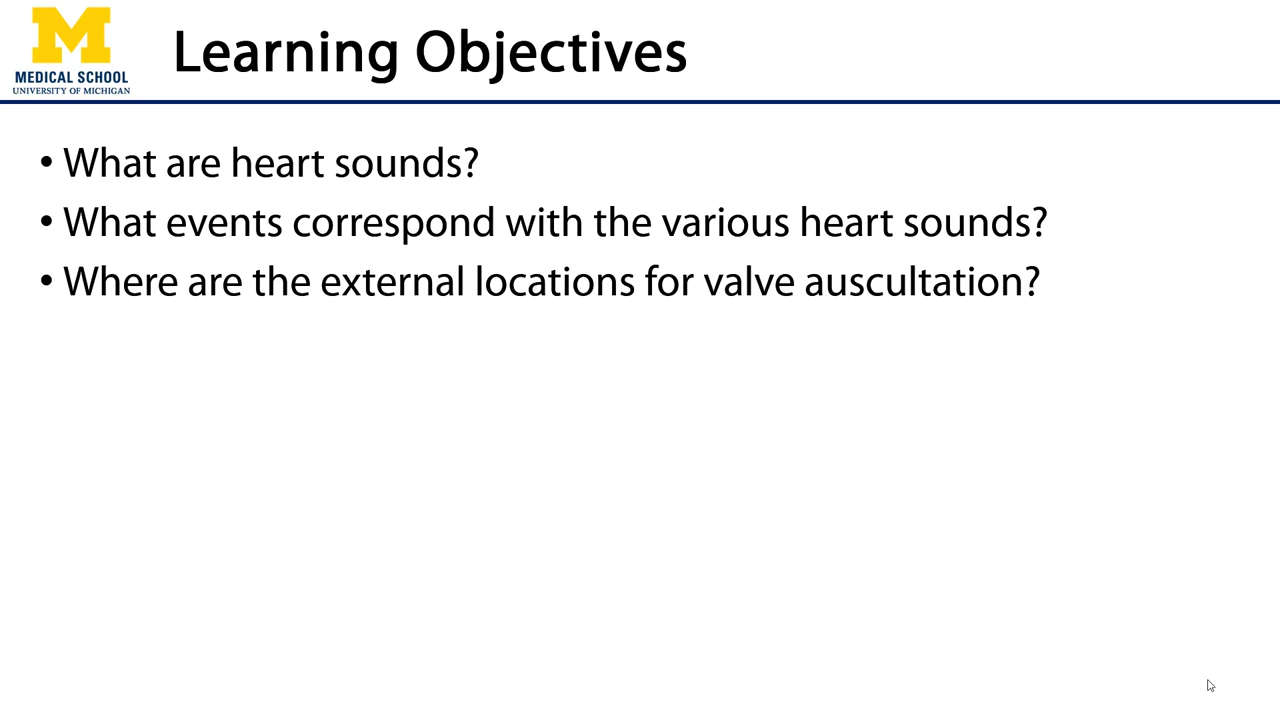 M
MEDICAL SCHOOL
UNIVERSITY OF MICHIGAN
Learning Objectives
• What are heart sounds?
• What events correspond with the various heart sounds?
• Where are the external locations for valve auscultation?